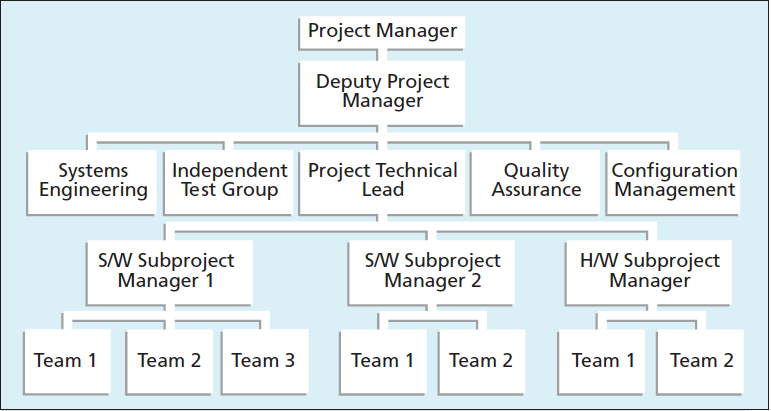 Project Manager
Deputy Project
Manager
Systems
Engineering
Independent
Test Group
Project Technical
Lead
Quality
Assurance
Configuration
Management
S/W Subproject
Manager 1
S/W Subproject
Manager 2
H/W Subproject
Manager
Team 1
Team 2
Team 3
Team 1
Team 2
Team 1
Team 2